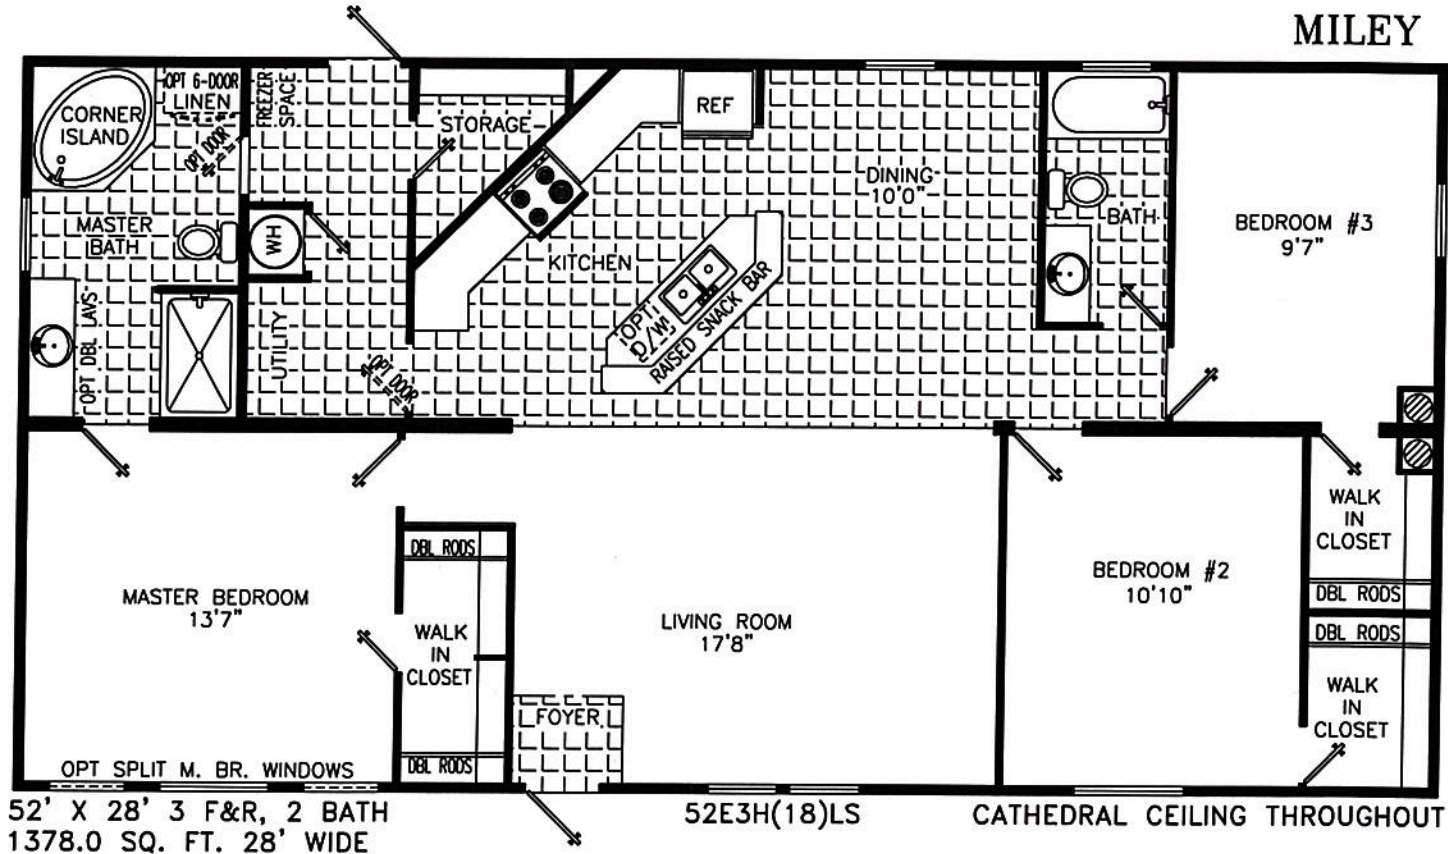 MILEY
CORNER
ISLAND
OPT 6-DOOR
LINEN
OPT DOOR
FREEZER
SPACE
STORAGE
REF
DINING
10'0"
BATH
BEDROOM #3
9'7"
MASTER
BATH
WH
KITCHEN
OPT
D/W
RAISED SNACK BAR
OPT DBL LAVS
UTILITY
OPT DOOR
MASTER BEDROOM
13'7"
DBL RODS
WALK
IN
CLOSET
DBL RODS
LIVING ROOM
17'8"
FOYER
BEDROOM #2
10'10"
WALK
IN
CLOSET
DBL RODS
DBL RODS
WALK
IN
CLOSET
OPT SPLIT M. BR. WINDOWS
52' X 28' 3 F&R, 2 BATH
1378.0 SQ. FT. 28' WIDE
52E3H(18)LS
CATHEDRAL CEILING THROUGHOUT